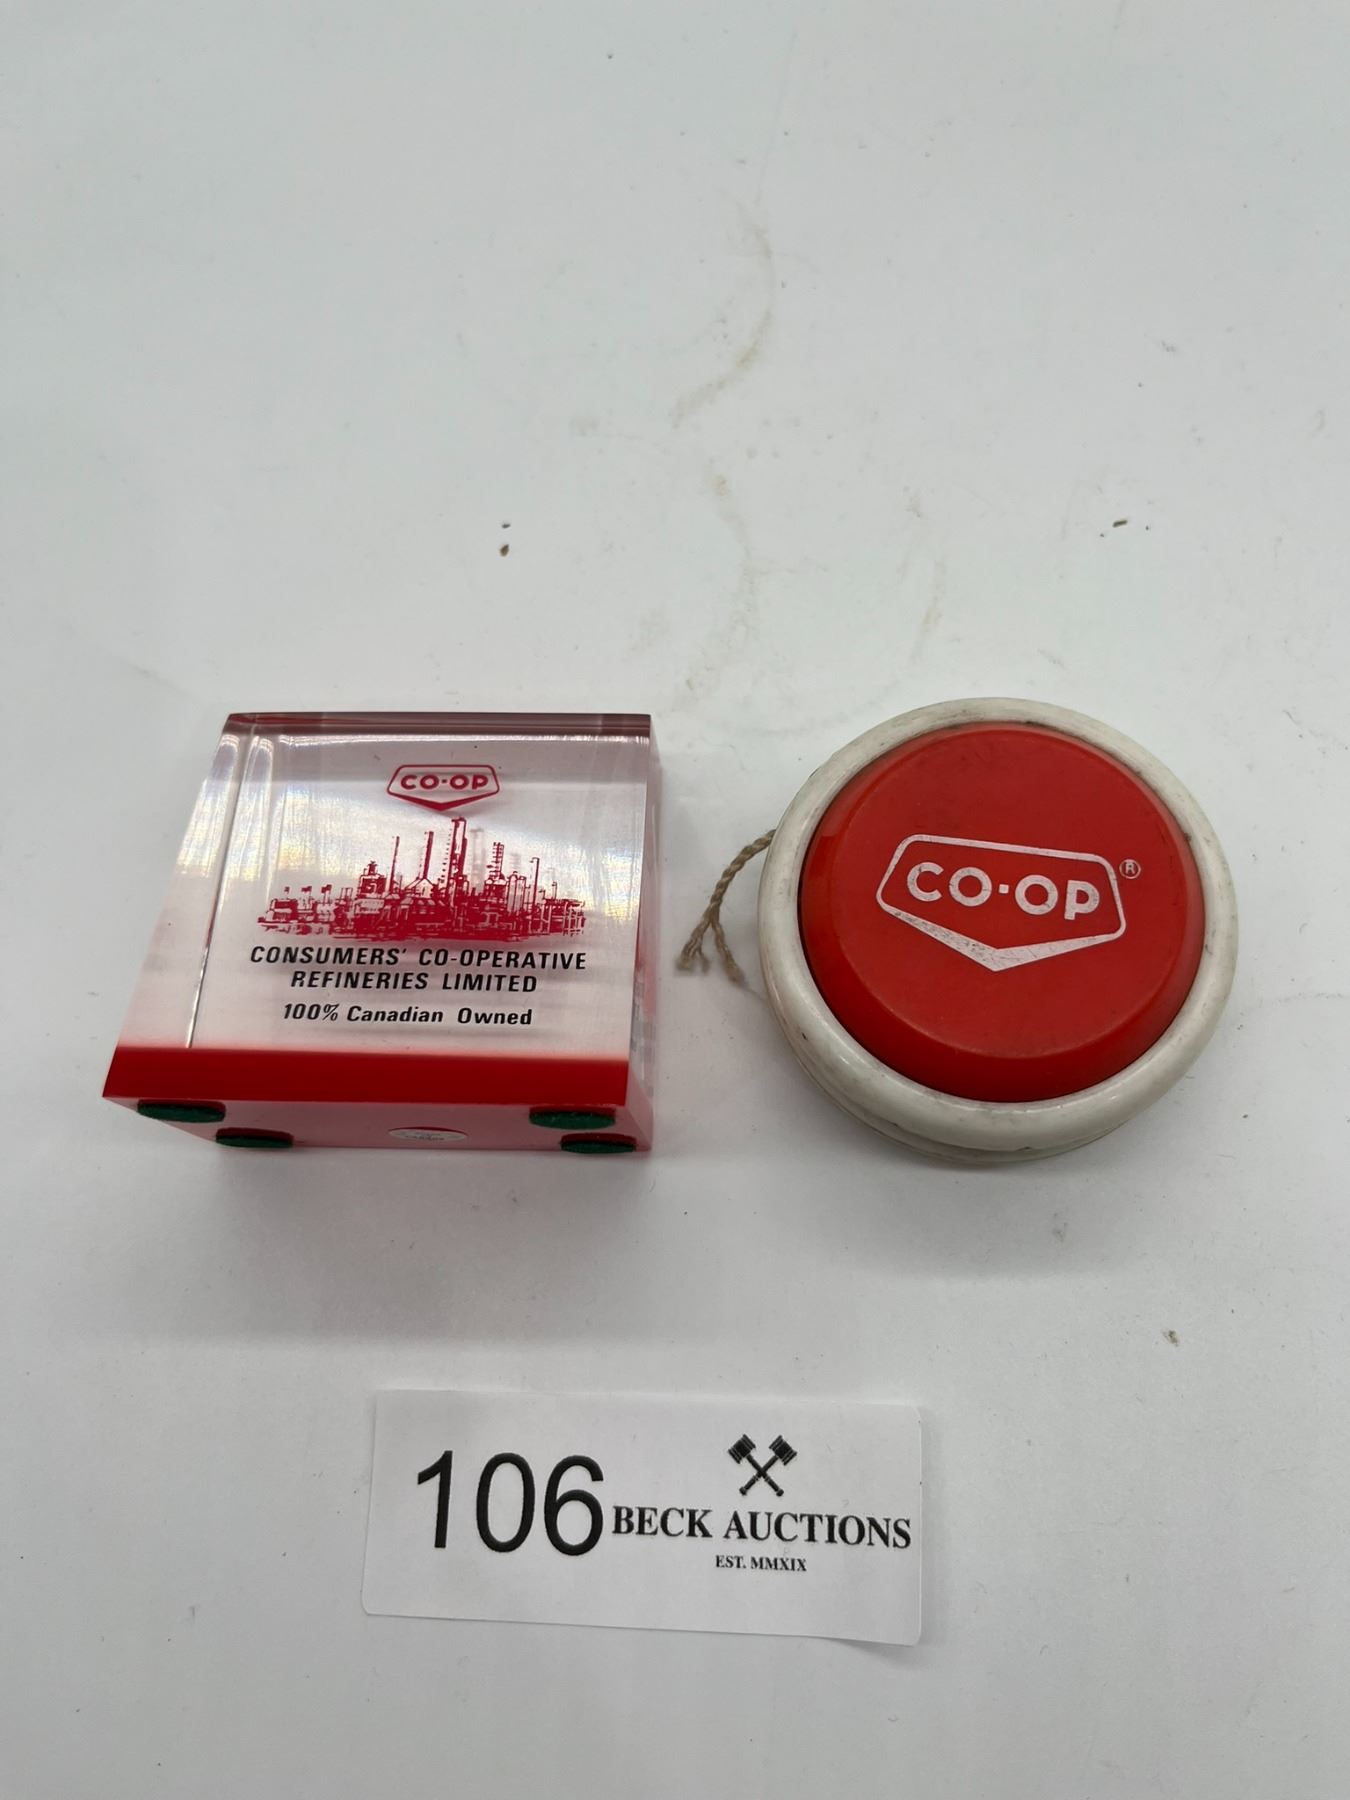 CO-OP
CONSUMERS' CO-OPERATIVE
REFINERIES LIMITED
100% Canadian Owned
CO-OP ®
106
BECK AUCTIONS
EST. MMXIX